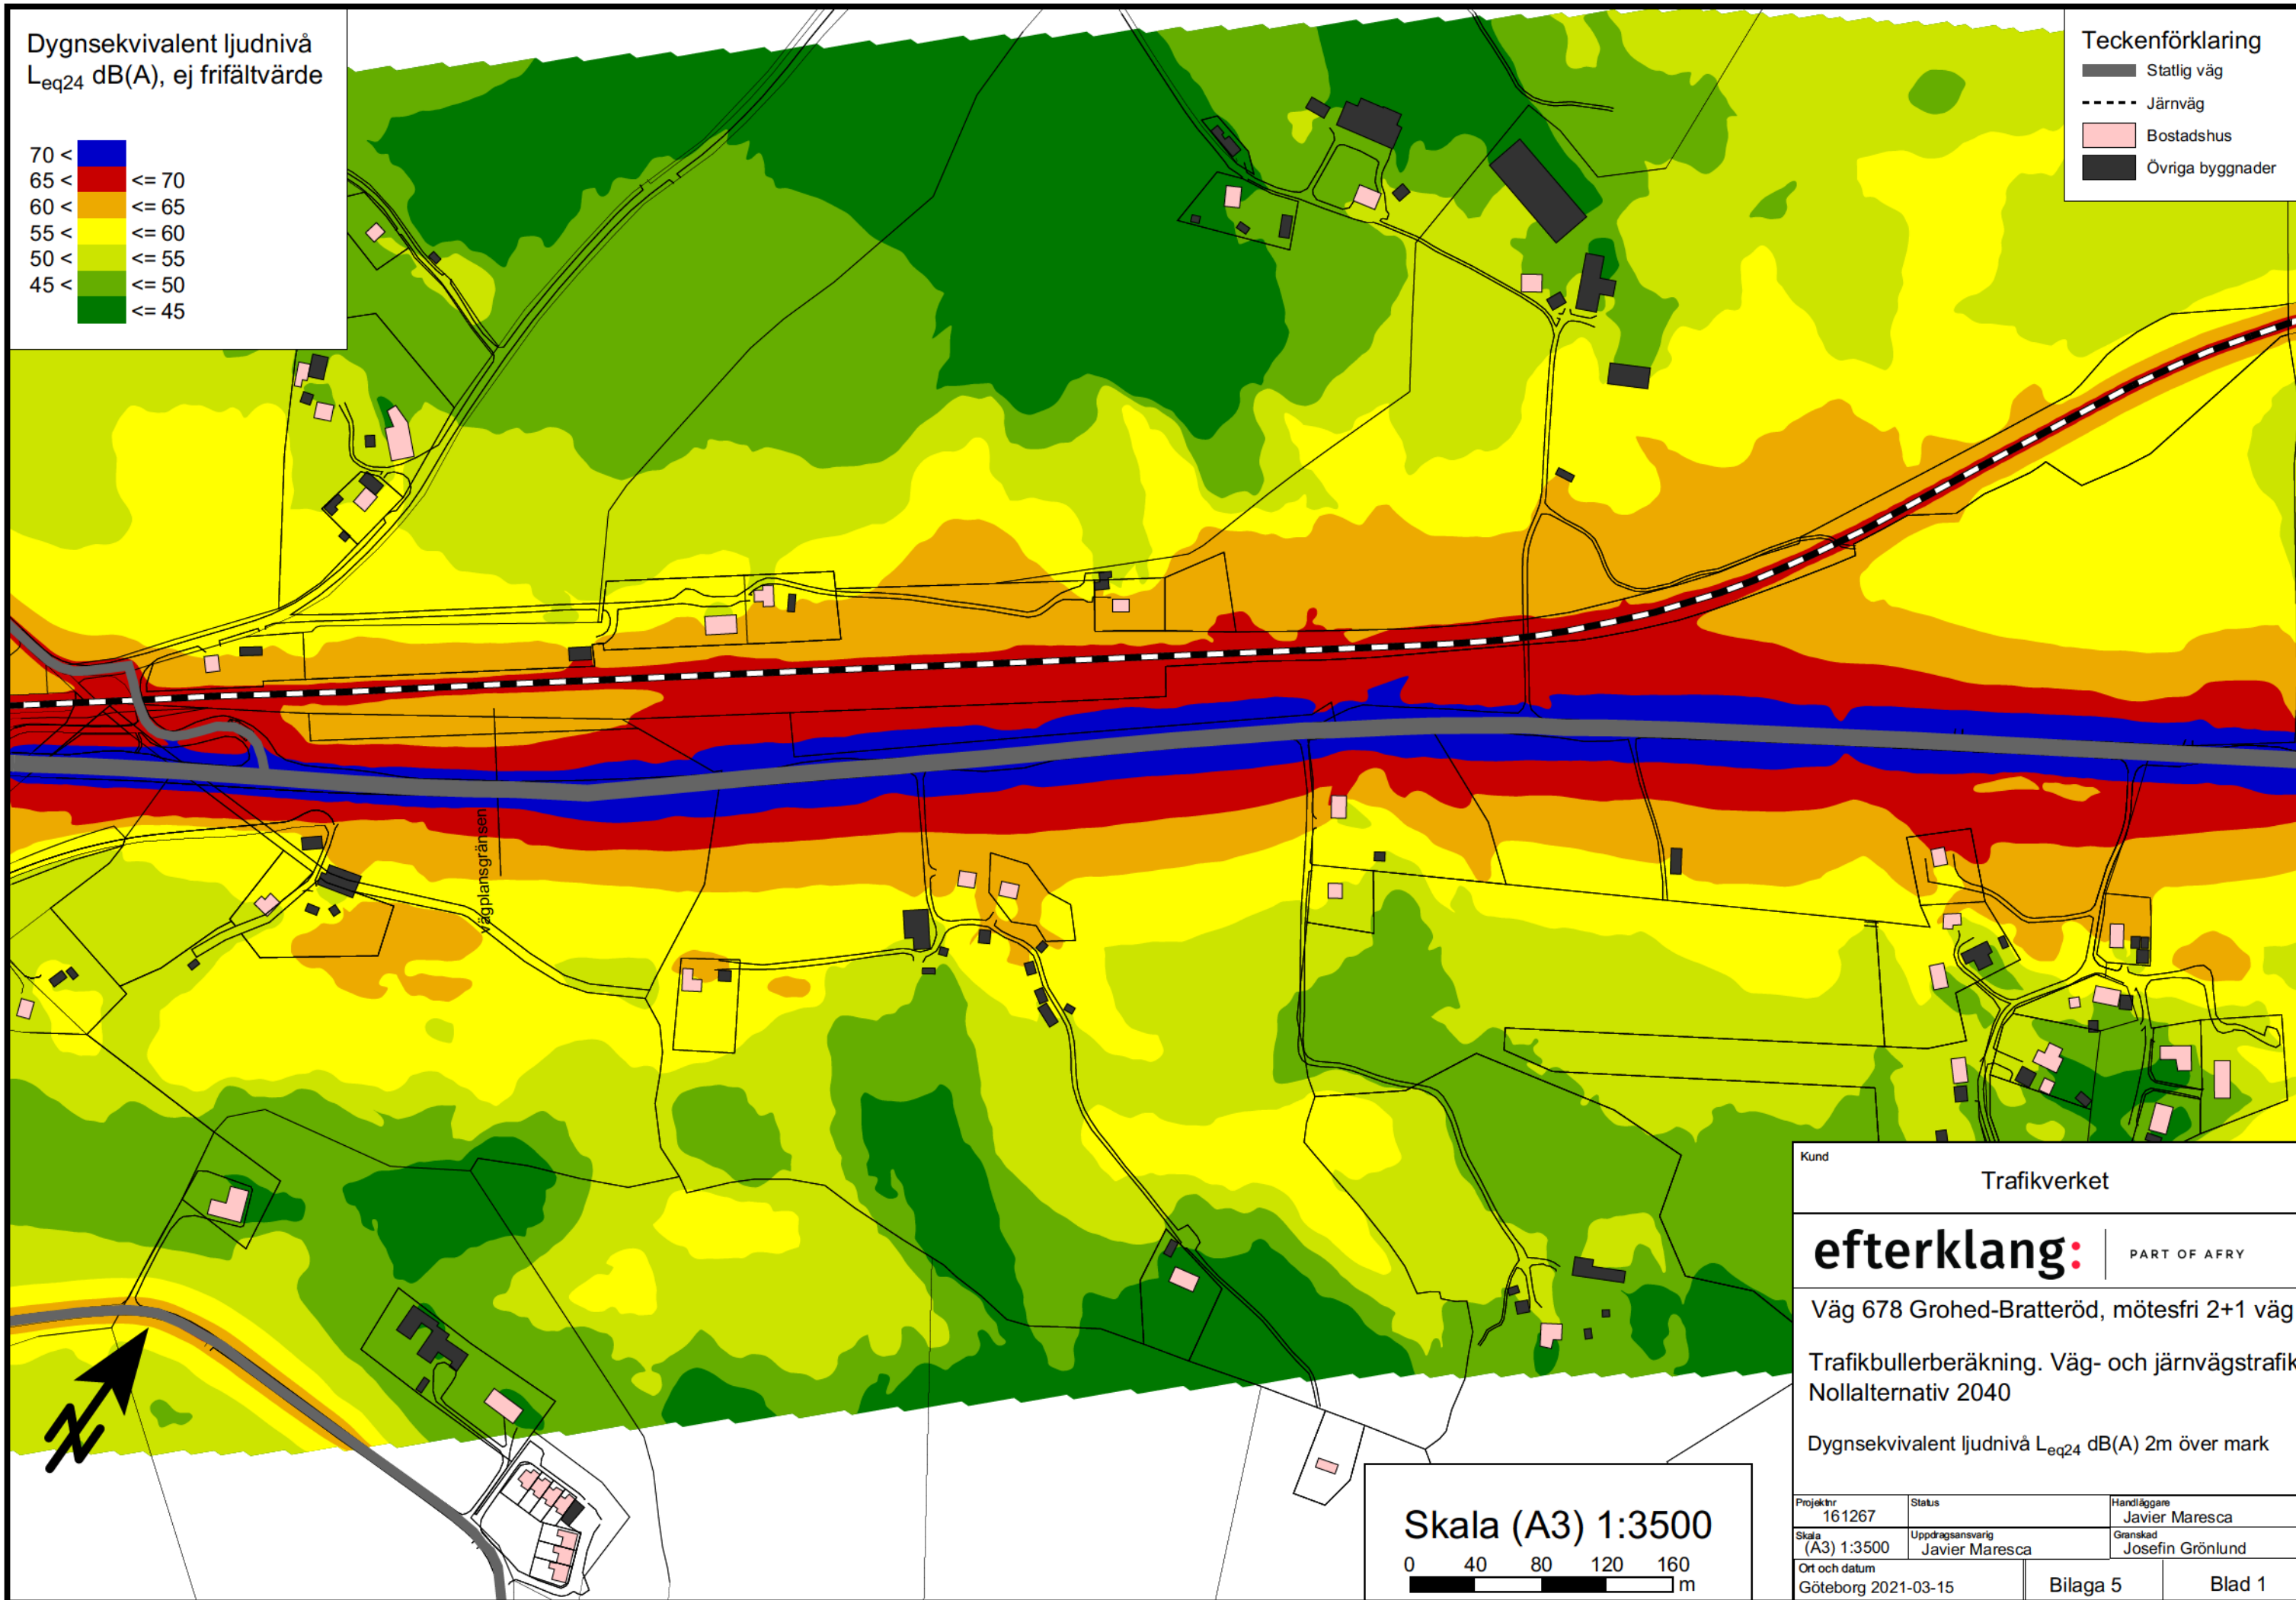 Dygnsekvivalent ljudnivå
Leq24 dB(A), ej frifältvärde
70 <
65 < <= 70
60 < <= 65
55 < <= 60
50 < <= 55
45 < <= 50
<= 45
Teckenförklaring
Statlig väg
Järnväg
Bostadshus
Övriga byggnader
vägplansgränsen
Skala (A3) 1:3500
0 40 80 120 160
m
Kund
Trafikverket
efterklang: PART OF AFRY
Väg 678 Grohed-Bratteröd, mötesfri 2+1 väg
Trafikbullerberäkning. Väg- och järnvägstrafik
Nollalternativ 2040
Dygnsekvivalent ljudnivå Leq24 dB(A) 2m över mark
Projektnr Status Handläggare
161267 Javier Maresca
Skala Uppdragsansvarig Granskad
(A3) 1:3500 Javier Maresca Josefin Grönlund
Ort och datum
Göteborg 2021-03-15 Bilaga 5 Blad 1